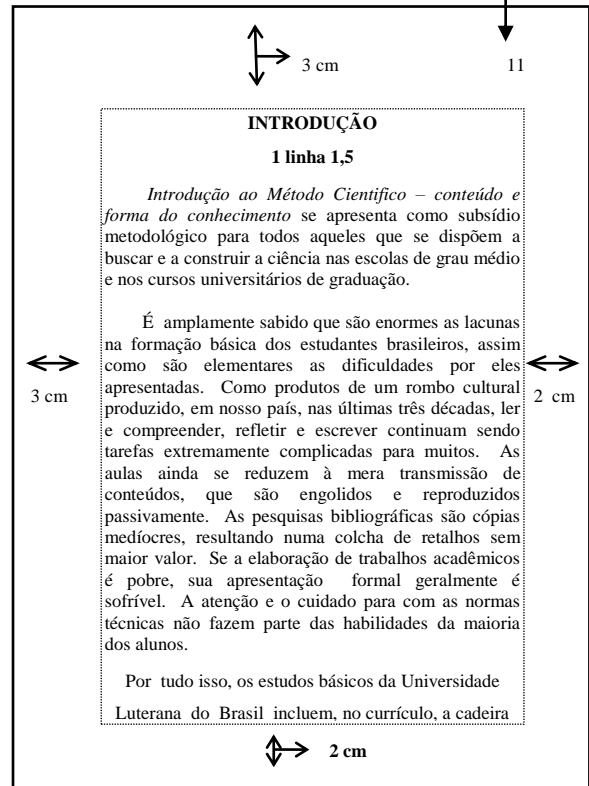 3 cm 11
INTRODUÇÃO
1 linha 1,5
Introdução ao Método Cientifico – conteúdo e
forma do conhecimento se apresenta como subsídio
metodológico para todos aqueles que se dispõem a
buscar e a construir a ciência nas escolas de grau médio
e nos cursos universitários de graduação.
É amplamente sabido que são enormes as lacunas
na formação básica dos estudantes brasileiros, assim
como são elementares as dificuldades por eles
apresentadas. Como produtos de um rombo cultural
produzido, em nosso país, nas últimas três décadas, ler
e compreender, refletir e escrever continuam sendo
tarefas extremamente complicadas para muitos. As
aulas ainda se reduzem à mera transmissão de
conteúdos, que são engolidos e reproduzidos
passivamente. As pesquisas bibliográficas são cópias
medíocres, resultando numa colcha de retalhos sem
maior valor. Se a elaboração de trabalhos acadêmicos
é pobre, sua apresentação formal geralmente é
sofrível. A atenção e o cuidado para com as normas
técnicas não fazem parte das habilidades da maioria
dos alunos.
Por tudo isso, os estudos básicos da Universidade
Luterana do Brasil incluem, no currículo, a cadeira
3 cm
2 cm
2 cm